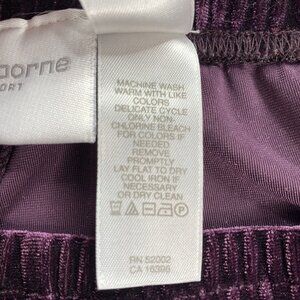 borne
ORT
MACHINE WASH
WARM WITH LIKE
COLORS
DELICATE CYCLE
ONLY NON-
CHLORINE BLEACH
FOR COLORS IF
NEEDED
REMOVE
PROMPTLY
LAY FLAT TO DRY
COOL IRON IF
NECESSARY
OR DRY CLEAN
RN 52002
CA 16396